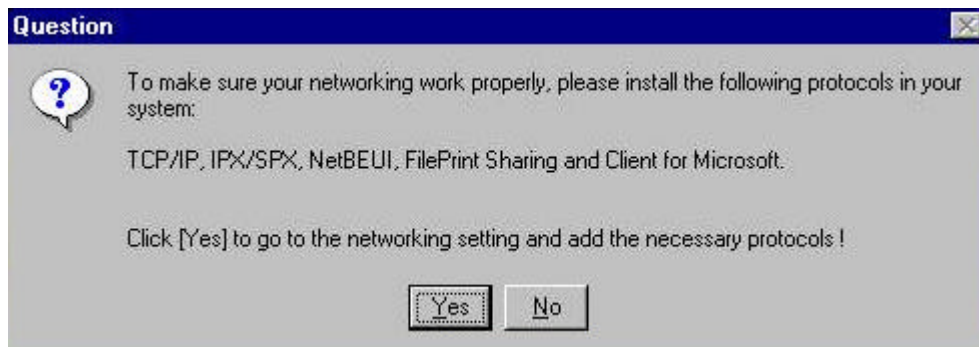 Question
To make sure your networking work properly, please install the following protocols in your
system:
TCP/IP, IPX/SPX, NetBEUI, FilePrint Sharing and Client for Microsoft.
Click [Yes] to go to the networking setting and add the necessary protocols !
Yes No